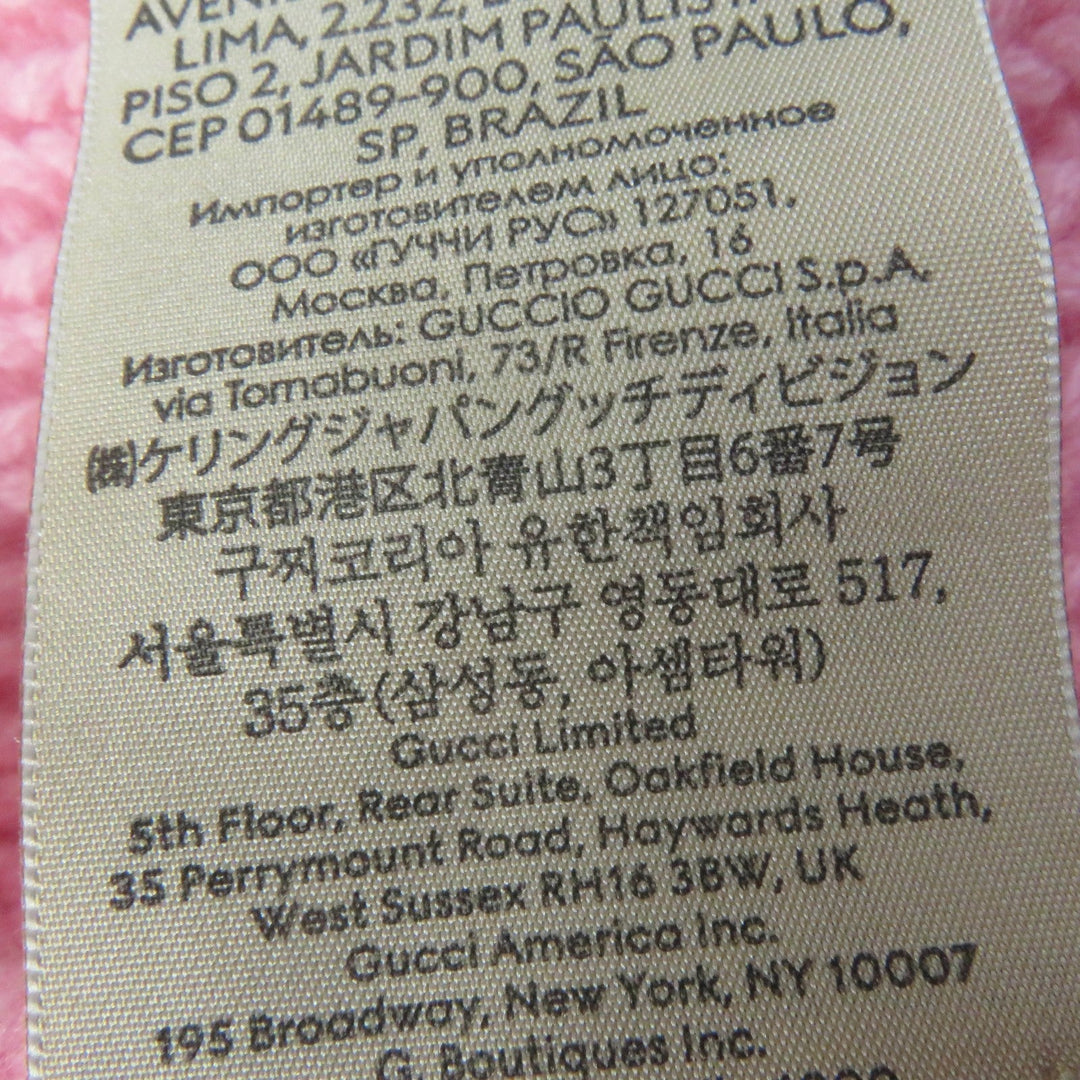 LIMA, 2.232,
PISO 2, JARDIM
CEP 01489-900, SÃO PAULO,
SP, BRAZIL
Импортер и уполномоченное
изготовителем лицо:
ООО «ГУЧЧИ РУС» 127051,
Москва, Петровка, 16
Изготовитель: GUCCIO GUCCI S.p.A.
via Tornabuoni, 73/R Firenze, Italia
㈱ケリングジャパングッチディビジョン
東京都港区北青山3丁目6番7号
구찌코리아 유한책임회사
서울특별시 강남구 영동대로 517,
35층(삼성동, 아셈타워)
Gucci Limited
5th Floor, Rear Suite, Oakfield House,
35 Perrymount Road, Haywards Heath,
West Sussex RH16 3BW, UK
Gucci America Inc.
195 Broadway, New York, NY 10007
G. Boutiques Inc.